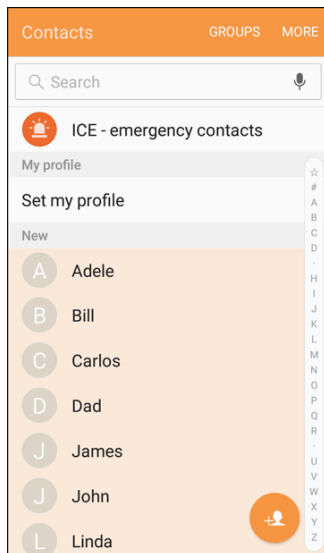 Contacts GROUPS MORE
Search
ICE - emergency contacts
My profile
Set my profile
New
A Adele
B Bill
C Carlos
D Dad
J James
J John
L Linda
#
A
B
C
D
.
H
I
J
K
L
M
N
O
P
Q
R
.
U
V
W
X
Y
Z